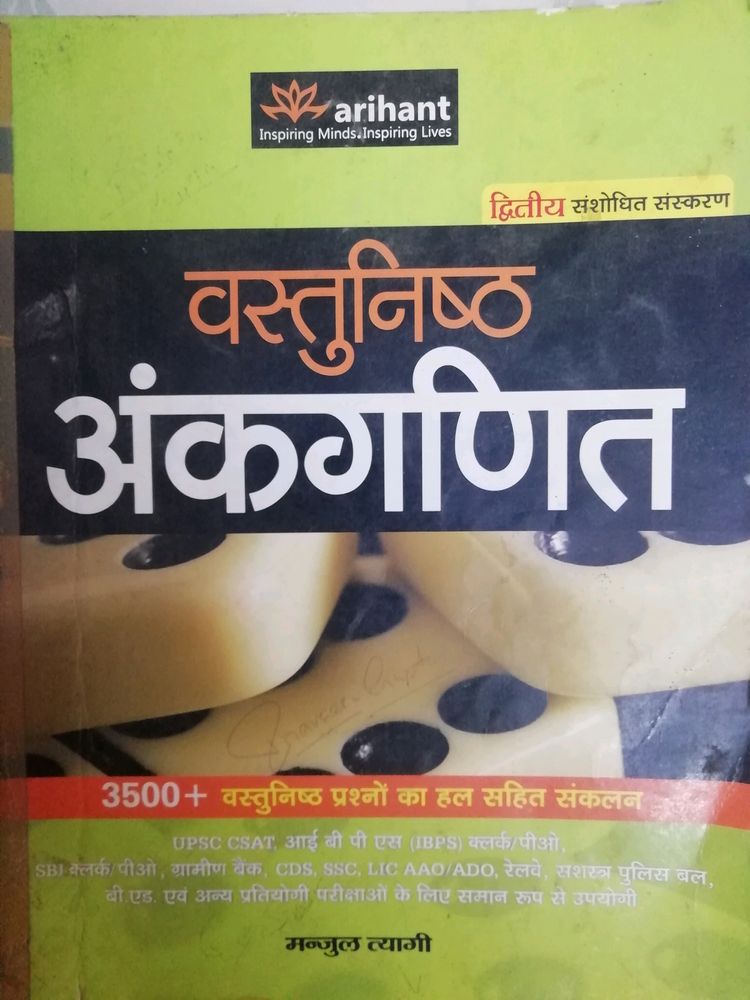 arihant
Inspiring Minds.Inspiring Lives
द्वितीय संशोधित संस्करण
वस्तुनिष्ठ
अंकगणित
3500+ वस्तुनिष्ठ प्रश्नों का हल सहित संकलन
UPSC CSAT, आई बी पी एस (IBPS) क्लर्क/पीओ,
SBI क्लर्क/पीओ, ग्रामीण बैंक, CDS, SSC, LIC AAO/ADO, रेलवे, सशस्त्र पुलिस बल,
बी.एड. एवं अन्य प्रतियोगी परीक्षाओं के लिए समान रूप से उपयोगी
मन्जुल त्यागी